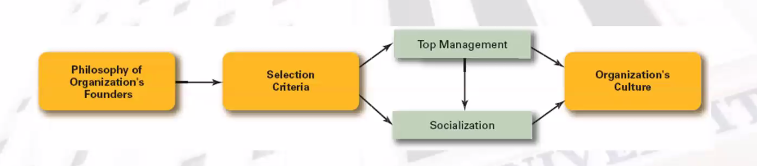 Philosophy of
Organization's
Founders
Selection
Criteria
Top Management
Socialization
Organization's
Culture